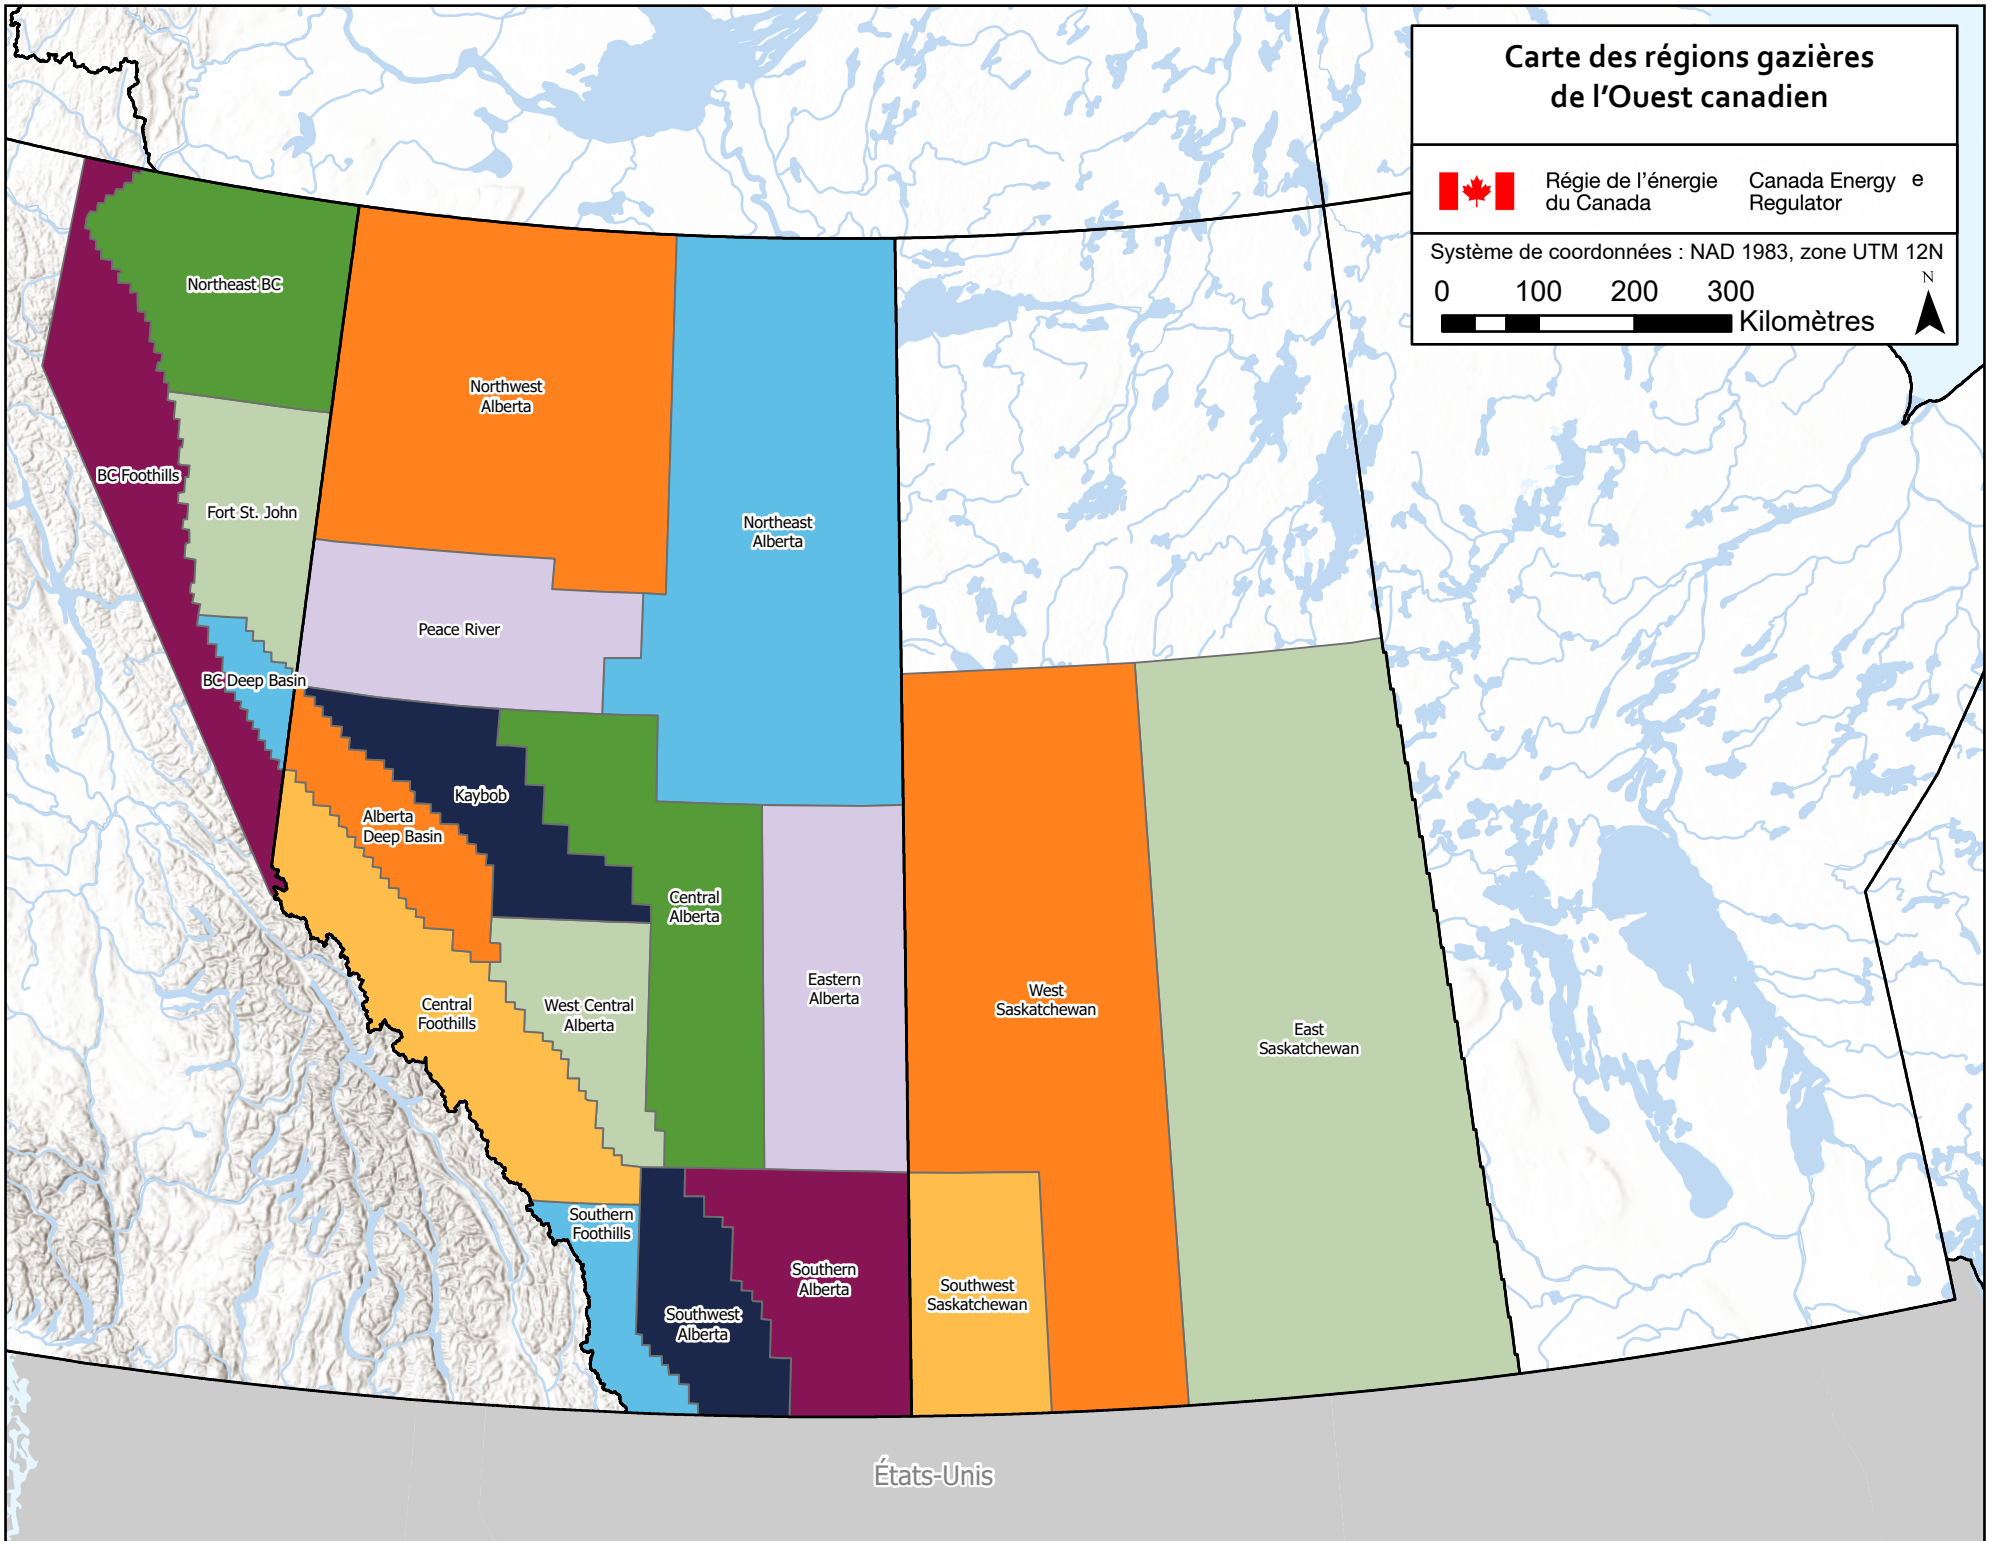 Carte des régions gazières
de l'Ouest canadien
Régie de l'énergie
du Canada
Canada Energy
Regulator
e
Système de coordonnées : NAD 1983, zone UTM 12N
0 100 200 300
Kilomètres
N
Northeast BC
Northwest
Alberta
BC Foothills
Fort St. John
Northeast
Alberta
Peace River
BC Deep Basin
Kaybob
Alberta
Deep Basin
Central
Alberta
Eastern
Alberta
West
Saskatchewan
Central
Foothills
West Central
Alberta
East
Saskatchewan
Southern
Foothills
Southern
Alberta
Southwest
Saskatchewan
Southwest
Alberta
États-Unis